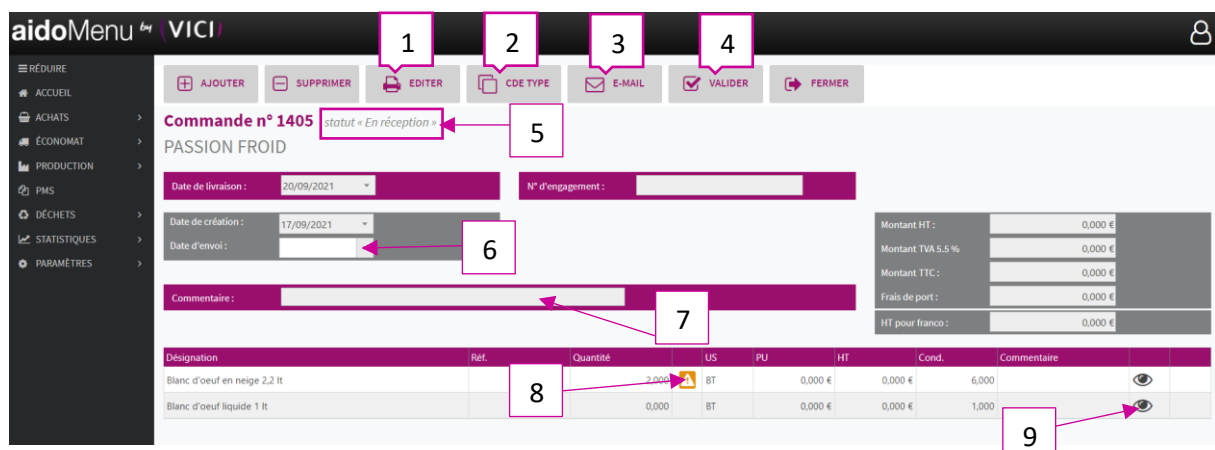 aidoMenu by (VICI)
1 2 3 4
RÉDUIRE
ACCUEIL
ACHATS
ÉCONOMAT
PRODUCTION
PMS
DÉCHETS
STATISTIQUES
PARAMÈTRES
AJOUTER SUPPRIMER EDITER CDE TYPE E-MAIL VALIDER FERMER
Commande n° 1405 statut « En réception » 5
PASSION FROID
Date de livraison : 20/09/2021 N° d'engagement :
Date de création : 17/09/2021
Date d'envoi : 6
Montant HT : 0,000 €
Montant TVA 5.5 % 0,000 €
Montant TTC : 0,000 €
Frais de port : 0,000 €
HT pour franco : 0,000 €
Commentaire : 7
Désignation Réf. Quantité US PU HT Cond. Commentaire
Blanc d'oeuf en neige 2,2 lt 2,000 BT 0,000 € 0,000 € 6,000
8
Blanc d'oeuf liquide 1 lt 0,000 BT 0,000 € 0,000 € 1,000
9